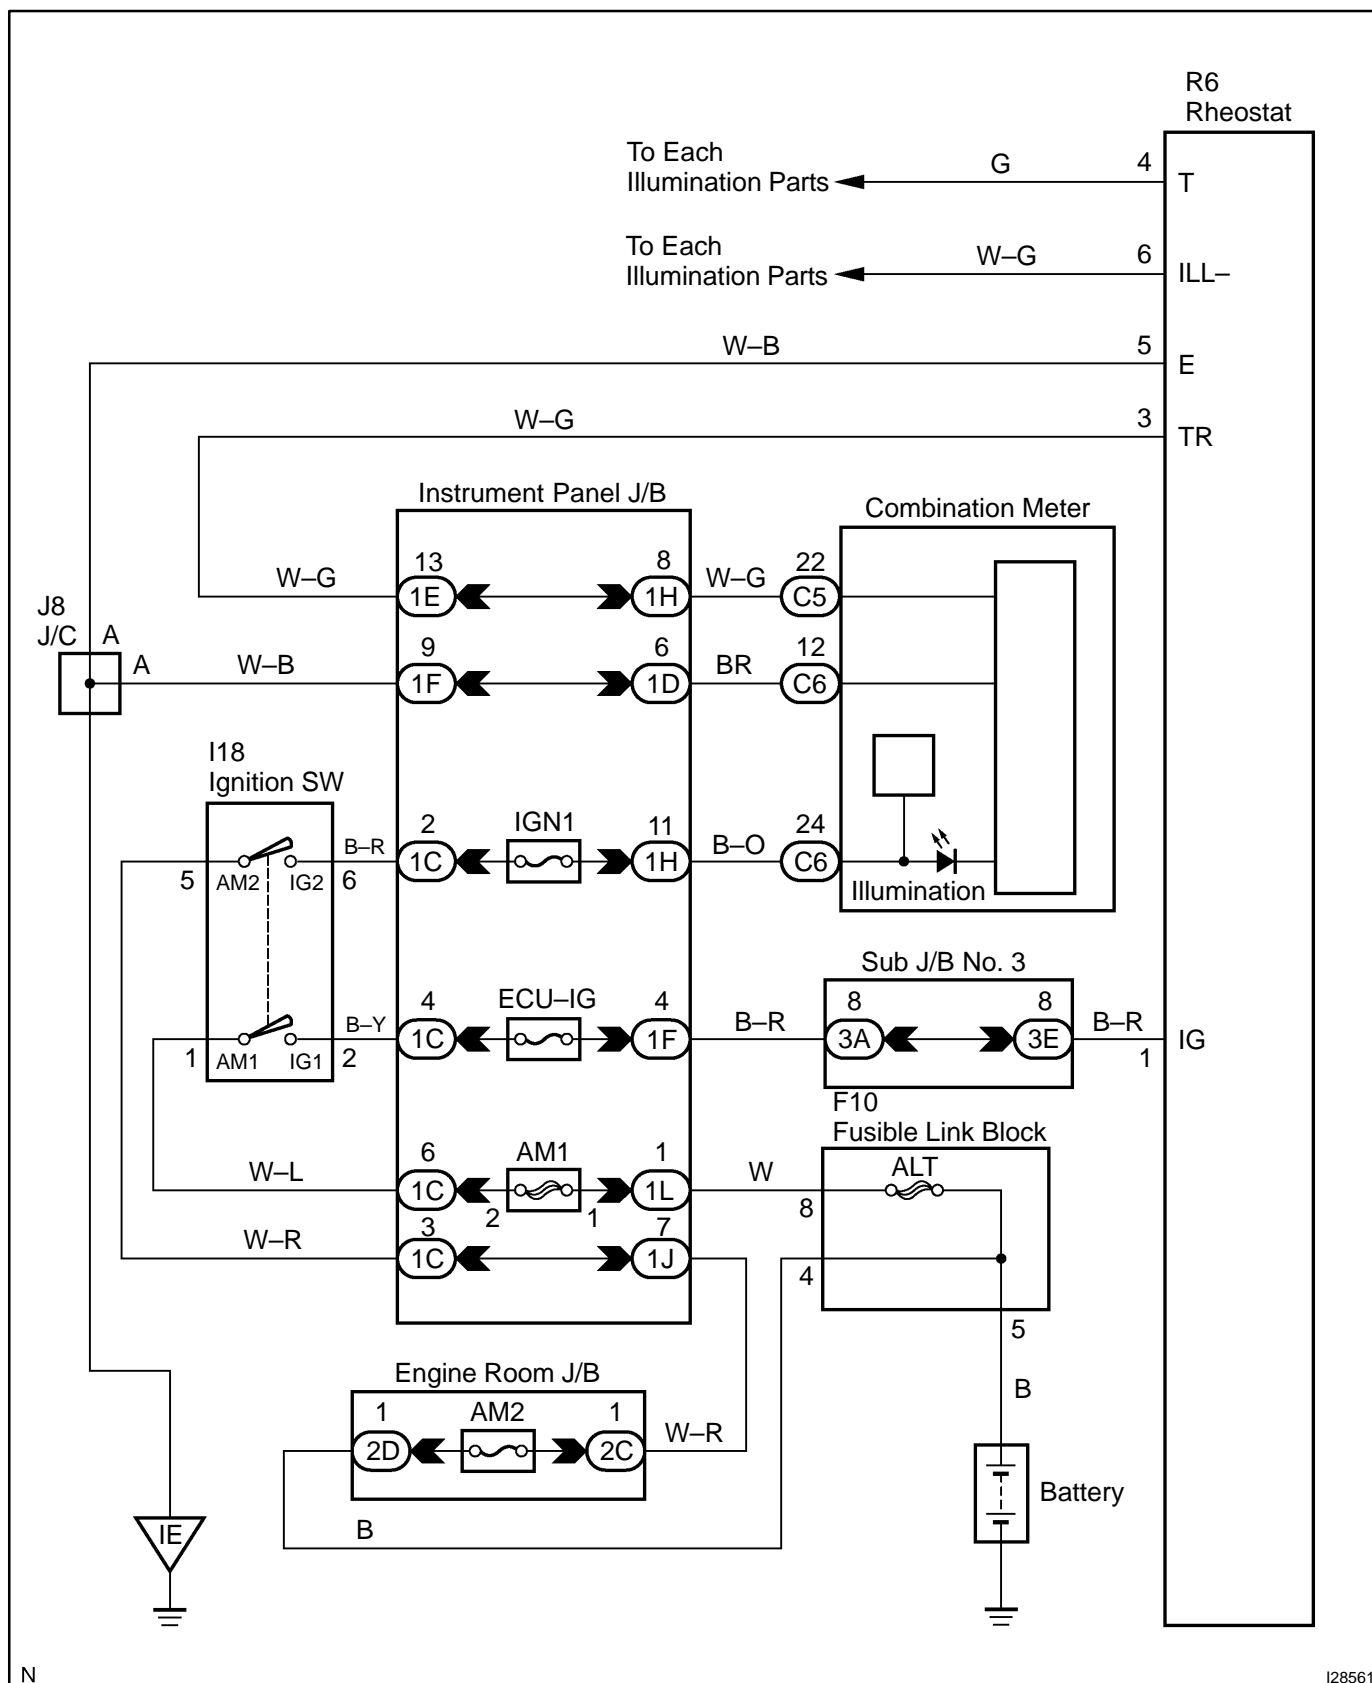 R6
Rheostat
To Each
Illumination Parts
G
4
T
To Each
Illumination Parts
W–G
6
ILL–
W–B
5
E
W–G
3
TR
Instrument Panel J/B
Combination Meter
W–G
13
1E
8
1H
W–G
22
C5
J8
J/C
A
A
W–B
9
1F
6
1D
BR
12
C6
I18
Ignition SW
5
AM2
IG2
B–R
6
2
1C
IGN1
11
1H
B–O
24
C6
Illumination
1
AM1
IG1
B–Y
2
4
1C
ECU–IG
4
1F
B–R
Sub J/B No. 3
8
3A
8
3E
B–R
1
IG
F10
Fusible Link Block
W–L
6
1C
2
AM1
1
1
1L
W
8
ALT
W–R
3
1C
7
1J
4
5
Engine Room J/B
1
2D
AM2
1
2C
W–R
B
B
Battery
IE
N
I28561